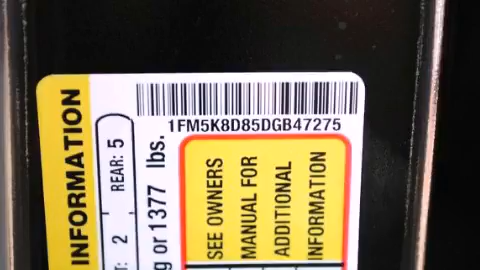 1FM5K8D85DGB47275
INFORMATION
REAR: 5
2
or 1377 lbs.
SEE OWNERS
MANUAL FOR
ADDITIONAL
INFORMATION